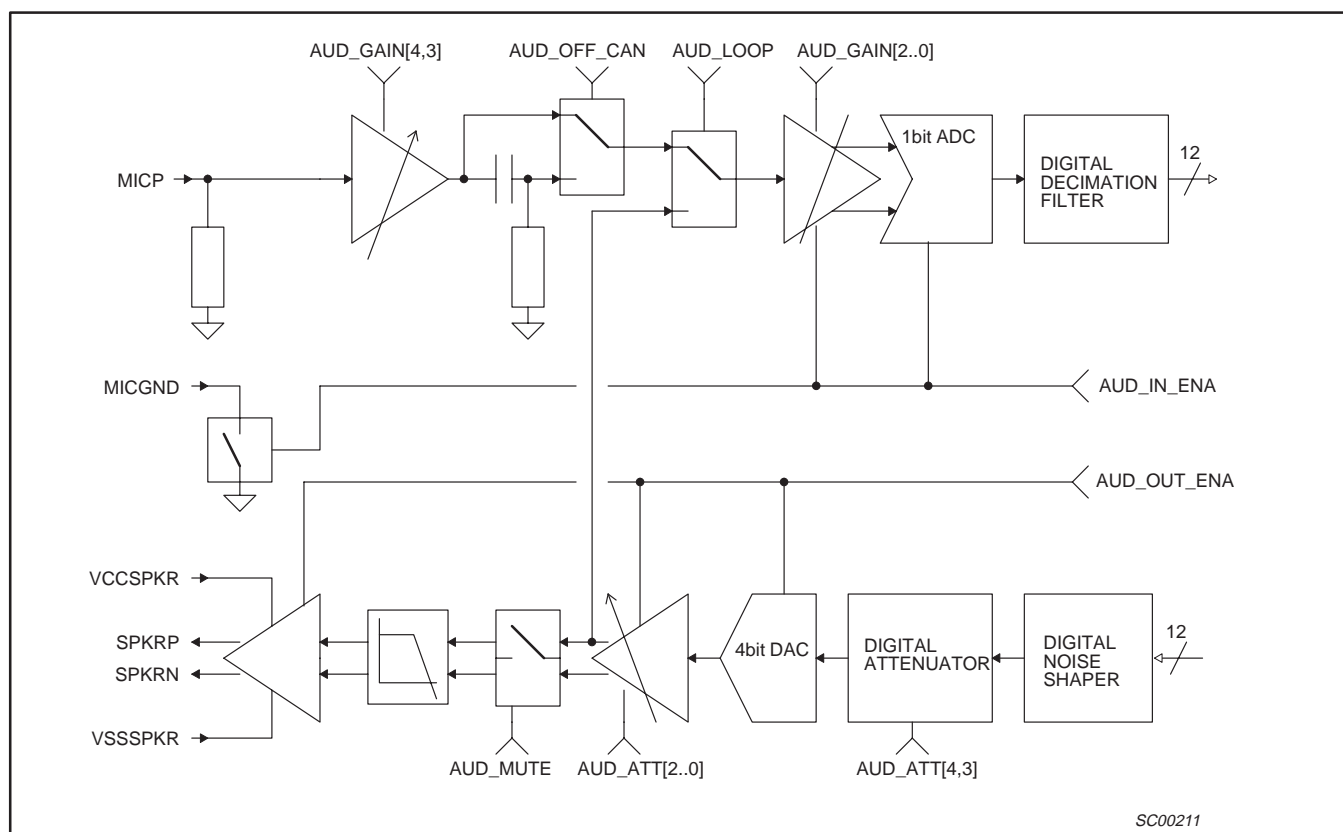 AUD_GAIN[4,3]
AUD_OFF_CAN
AUD_LOOP
AUD_GAIN[2..0]
MICP
1bit ADC
DIGITAL
DECIMATION
FILTER
12
MICGND
AUD_IN_ENA
AUD_OUT_ENA
VCCSPKR
SPKRP
SPKRN
VSSSPKR
4bit DAC
DIGITAL
ATTENUATOR
DIGITAL
NOISE
SHAPER
12
AUD_MUTE
AUD_ATT[2..0]
AUD_ATT[4,3]
SC00211